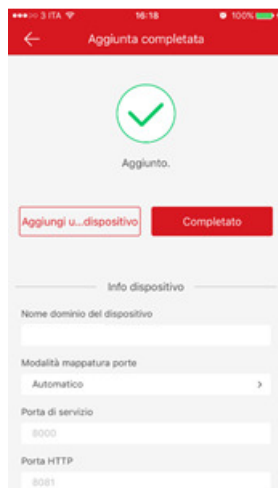 3 ITA 16:18 100%
Aggiunta completata
Aggiunto.
Aggiungi u...dispositivo Completato
Info dispositivo
Nome dominio del dispositivo
Modalità mappatura porte
Automatico
Porta di servizio
8000
Porta HTTP
8081